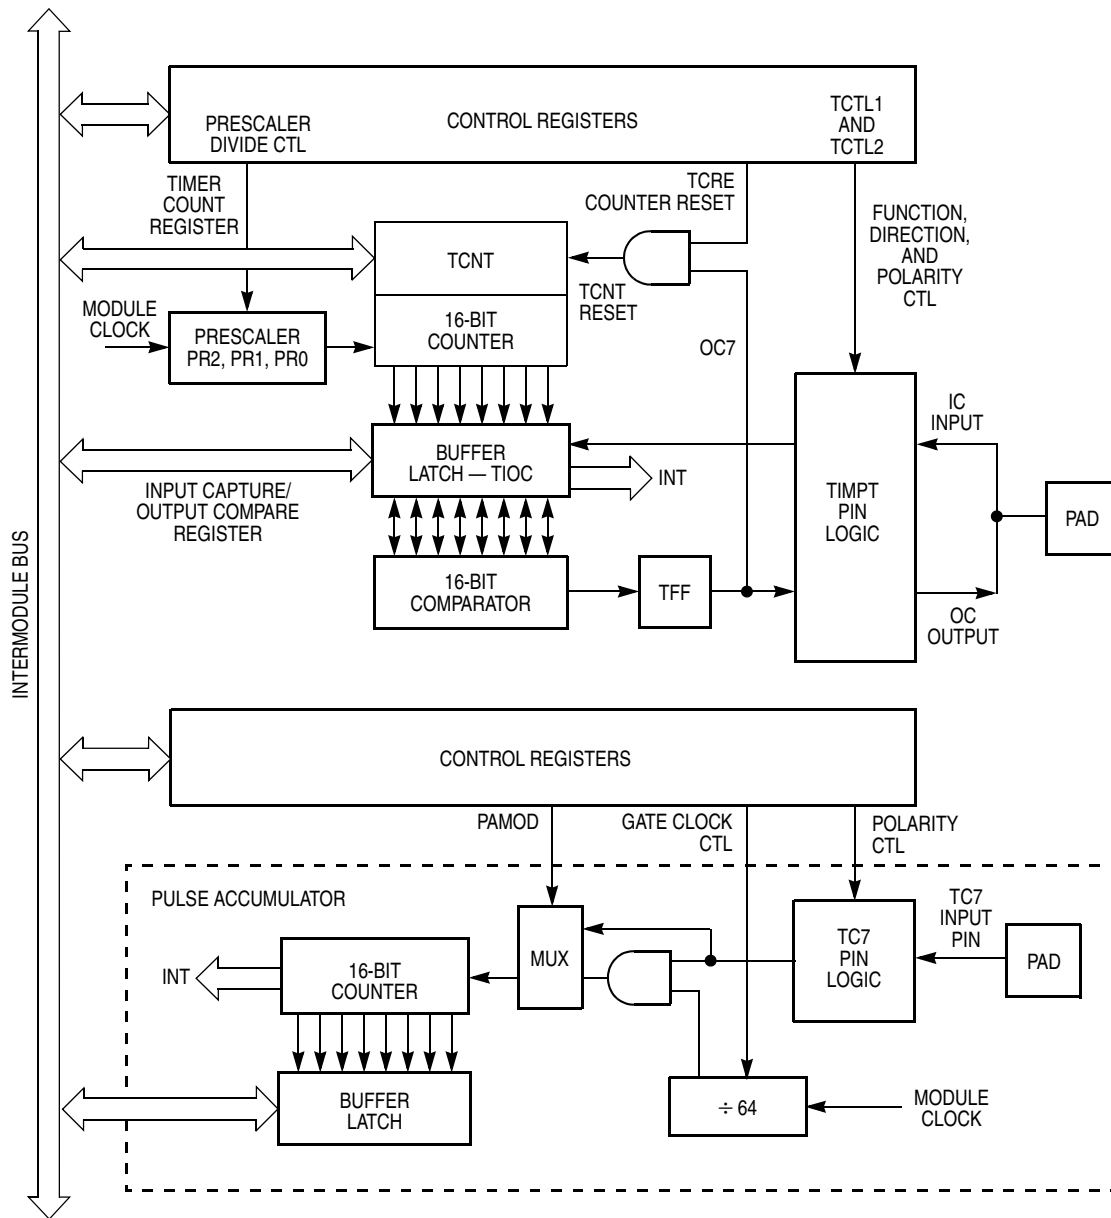 INTERMODULE BUS
PRESCALER
DIVIDE CTL
CONTROL REGISTERS
TCTL1
AND
TCTL2
TIMER
COUNT
REGISTER
TCRE
COUNTER RESET
FUNCTION,
DIRECTION,
AND
POLARITY
CTL
TCNT
TCNT
RESET
MODULE
CLOCK
PRESCALER
PR2, PR1, PR0
16-BIT
COUNTER
OC7
BUFFER
LATCH — TIOC
INT
INPUT CAPTURE/
OUTPUT COMPARE
REGISTER
TIMPT
PIN
LOGIC
IC
INPUT
PAD
16-BIT
COMPARATOR
TFF
OC
OUTPUT
CONTROL REGISTERS
PAMOD
GATE CLOCK
CTL
POLARITY
CTL
PULSE ACCUMULATOR
MUX
TC7
PIN
LOGIC
TC7
INPUT
PIN
PAD
INT
16-BIT
COUNTER
BUFFER
LATCH
÷ 64
MODULE
CLOCK